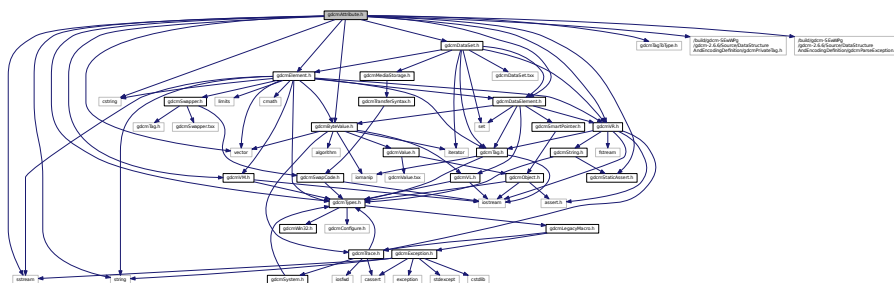 gdcmAttribute.h
gdcmDataSet.h
gdcmTagToType.h
/build/gdcm-SEvWPg
/gdcm-2.6.6/Source/DataStructure
AndEncodingDefinition/gdcmPrivateTag.h
/build/gdcm-SEvWPg
/gdcm-2.6.6/Source/DataStructure
AndEncodingDefinition/gdcmParseException.h
gdcmElement.h
gdcmMediaStorage.h
gdcmDataSet.txx
cstring
gdcmSwapper.h
limits
cmath
gdcmTransferSyntax.h
gdcmDataElement.h
gdcmTag.h
gdcmSwapper.txx
gdcmByteValue.h
set
gdcmSmartPointer.h
gdcmVR.h
vector
algorithm
gdcmValue.h
iterator
gdcmTag.h
gdcmString.h
fstream
gdcmVM.h
gdcmSwapCode.h
iomanip
gdcmValue.txx
gdcmVL.h
gdcmObject.h
gdcmStaticAssert.h
gdcmTypes.h
iostream
assert.h
gdcmWin32.h
gdcmConfigure.h
gdcmLegacyMacro.h
gdcmTrace.h
gdcmException.h
sstream
string
gdcmSystem.h
iosfwd
cassert
exception
stdexcept
cstdlib